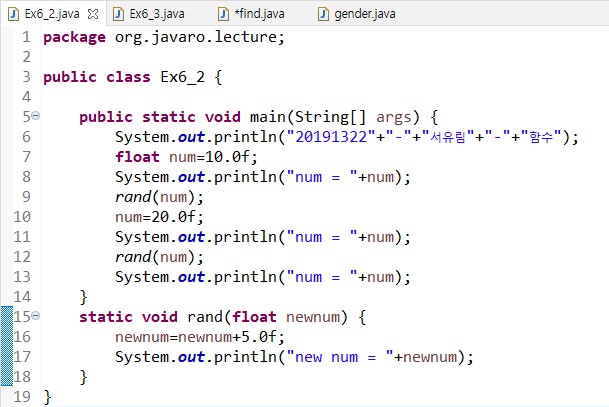 Ex6_2.java Ex6_3.java *find.java gender.java
1 package org.javaro.lecture;
2
3 public class Ex6_2 {
4
5 public static void main(String[] args) {
6 System.out.println("20191322"+"-"+"서유림"+"-"+"함수");
7 float num=10.0f;
8 System.out.println("num = "+num);
9 rand(num);
10 num=20.0f;
11 System.out.println("num = "+num);
12 rand(num);
13 System.out.println("num = "+num);
14 }
15 static void rand(float newnum) {
16 newnum=newnum+5.0f;
17 System.out.println("new num = "+newnum);
18 }
19 }